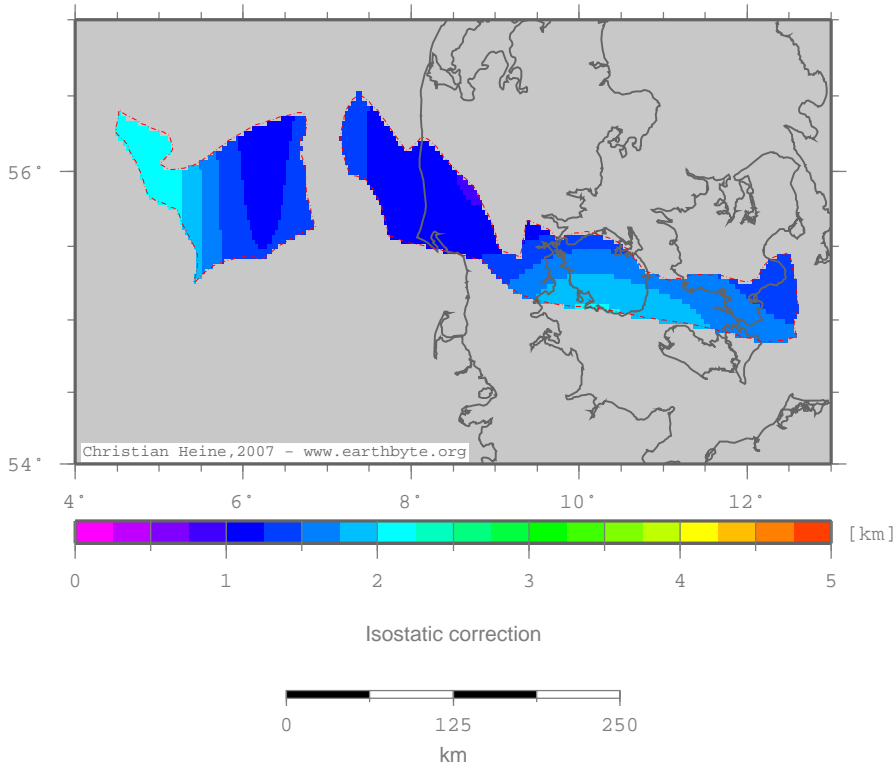 56°
54°
Christian Heine,2007 - www.earthbyte.org
4° 6° 8° 10° 12°
[km]
0 1 2 3 4 5
Isostatic correction
0 125 250
km